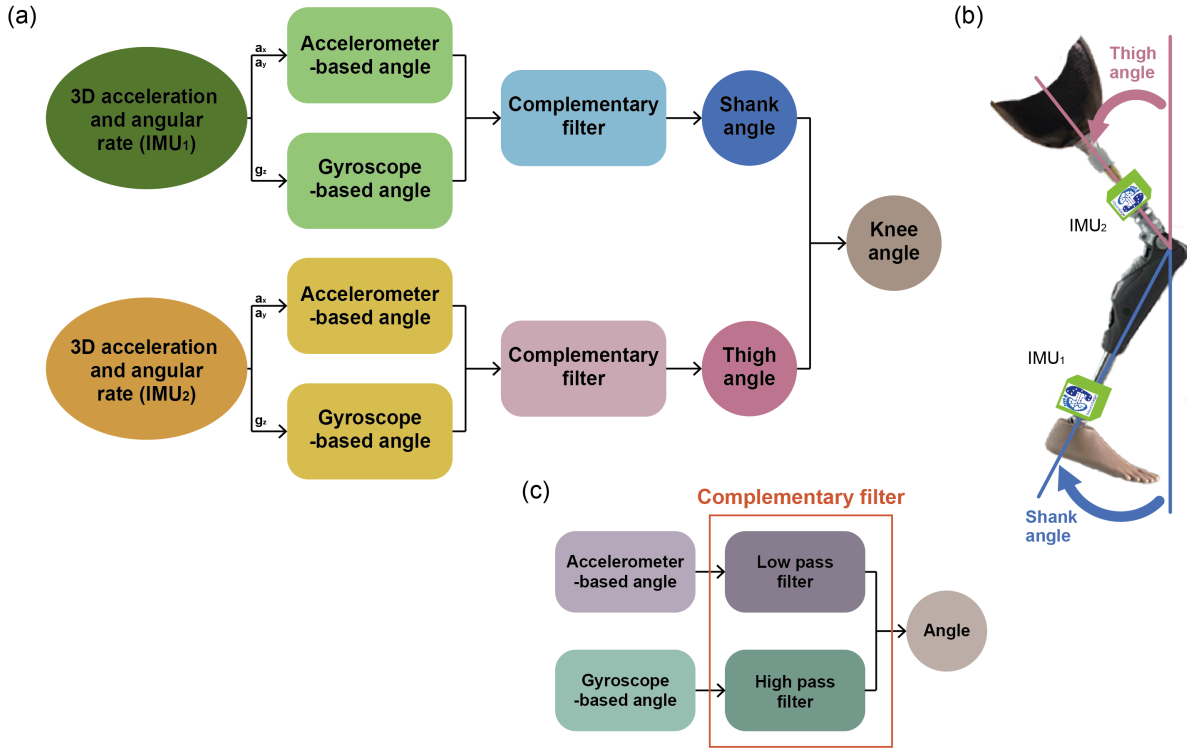 (a)
3D acceleration
and angular
rate (IMU₁)
aₓ
aᵧ
g_z
Accelerometer
-based angle
Gyroscope
-based angle
Complementary
filter
Shank
angle
3D acceleration
and angular
rate (IMU₂)
aₓ
aᵧ
g_z
Accelerometer
-based angle
Gyroscope
-based angle
Complementary
filter
Thigh
angle
Knee
angle
(b)
Thigh
angle
IMU₂
IMU₁
Shank
angle
(c)
Complementary filter
Accelerometer
-based angle
Low pass
filter
Gyroscope
-based angle
High pass
filter
Angle